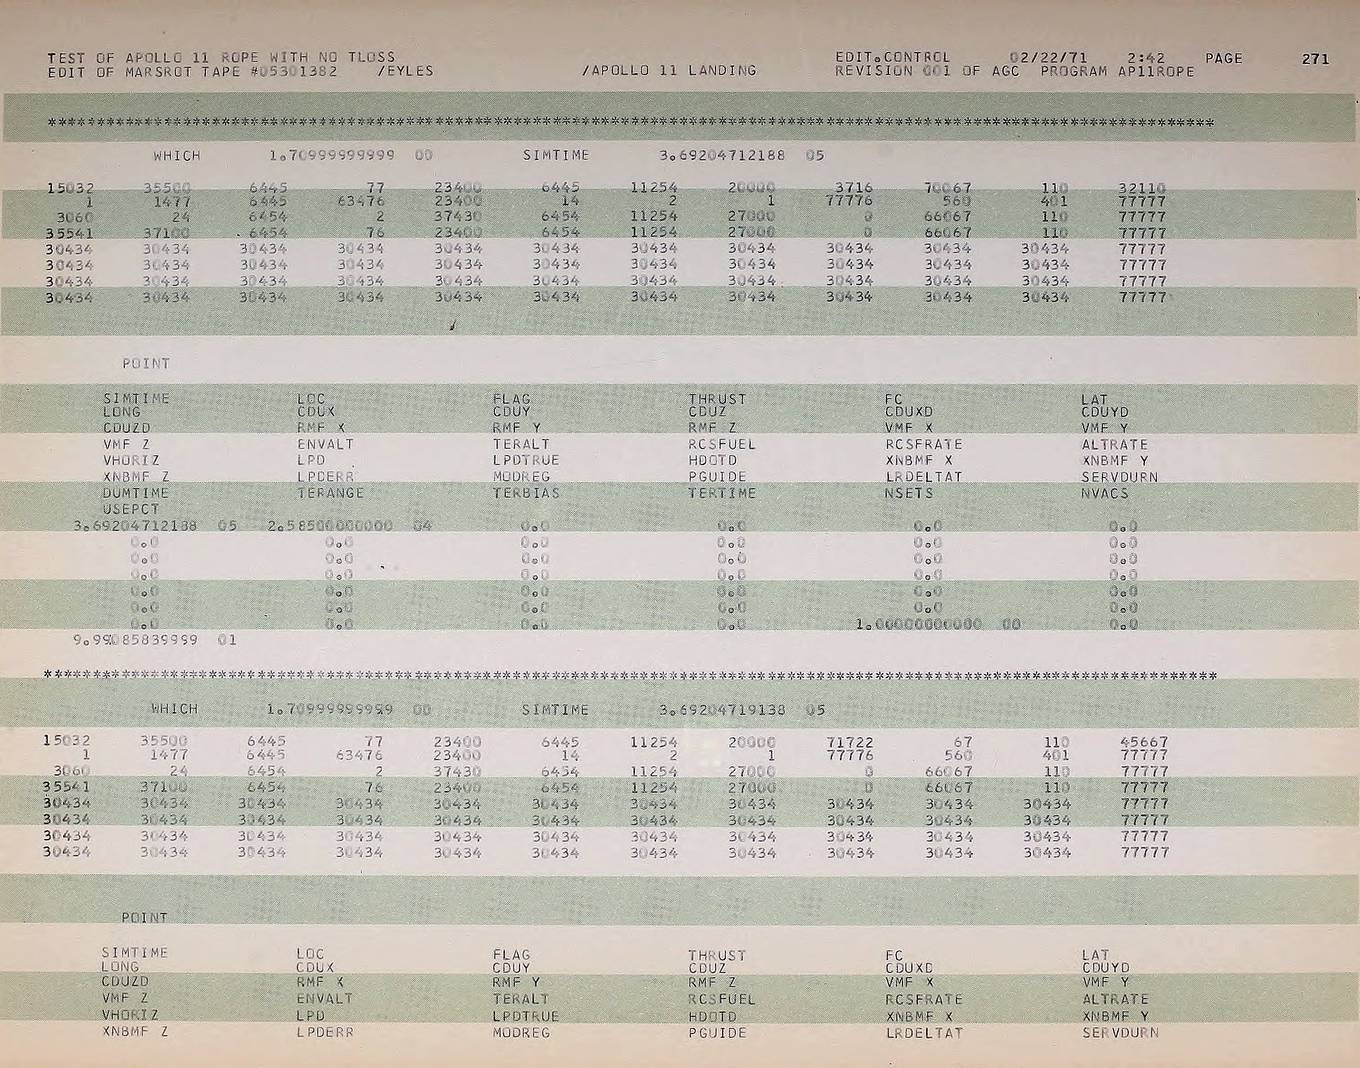 TEST OF APOLLO 11 ROPE WITH NO TLOSS EDIT.CONTROL 02/22/71 2:42 PAGE 271
EDIT OF MARSROT TAPE #05301382 /EYLES /APOLLO 11 LANDING REVISION 001 OF AGC PROGRAM AP11ROPE
WHICH 1.70999999999 00 SIMTIME 3.69204712188 05
15032 35500 6445 77 23400 6445 11254 20000 3716 70067 110 32110
1 1477 6445 63476 23400 14 2 1 77776 560 401 77777
3060 24 6454 2 37430 6454 11254 27000 0 66067 110 77777
35541 37100 6454 76 23400 6454 11254 27000 0 66067 110 77777
30434 30434 30434 30434 30434 30434 30434 30434 30434 30434 30434 77777
30434 30434 30434 30434 30434 30434 30434 30434 30434 30434 30434 77777
30434 30434 30434 30434 30434 30434 30434 30434 30434 30434 30434 77777
30434 30434 30434 30434 30434 30434 30434 30434 30434 30434 30434 77777
POINT
SIMTIME LOC FLAG THRUST FC LAT
LONG CDUX CDUY CDUZ CDUXD CDUYD
CDUZD RMF X RMF Y RMF Z VMF X VMF Y
VMF Z ENVALT TERALT RCSFUEL RCSFRATE ALTRATE
VHORIZ LPD LPDTRUE HDOTD XNBMF X XNBMF Y
XNBMF Z LPDERR MODREG PGUIDE LRDELTAT SERVDURN
DUMTIME TERANGE TERBIAS TERTIME NSETS NVACS
USEPCT
3.69204712188 05 2.58500000000 04 0.0 0.0 0.0 0.0
0.0 0.0 0.0 0.0 0.0 0.0
0.0 0.0 0.0 0.0 0.0 0.0
0.0 0.0 0.0 0.0 0.0 0.0
0.0 0.0 0.0 0.0 0.0 0.0
0.0 0.0 0.0 0.0 0.0 0.0
0.0 0.0 0.0 0.0 1.00000000000 00 0.0
01
WHICH 1.70999999999 00 SIMTIME 3.69204719138 05
15032 35500 6445 77 23400 6445 11254 20000 71722 67 110 45667
1 1477 6445 63476 23400 14 2 1 77776 560 401 77777
3060 24 6454 2 37430 6454 11254 27000 0 66067 110 77777
35541 37100 6454 76 23400 6454 11254 27000 0 66067 110 77777
30434 30434 30434 30434 30434 30434 30434 30434 30434 30434 30434 77777
30434 30434 30434 30434 30434 30434 30434 30434 30434 30434 30434 77777
30434 30434 30434 30434 30434 30434 30434 30434 30434 30434 30434 77777
30434 30434 30434 30434 30434 30434 30434 30434 30434 30434 30434 77777
POINT
SIMTIME LOC FLAG THRUST FC LAT
LONG CDUX CDUY CDUZ CDUXD CDUYD
CDUZD RMF X RMF Y RMF Z VMF X VMF Y
VMF Z ENVALT TERALT RCSFUEL RCSFRATE ALTRATE
VHORIZ LPD LPDTRUE HDOTD XNBMF X XNBMF Y
XNBMF Z LPDERR MODREG PGUIDE LRDELTAT SERVDURN